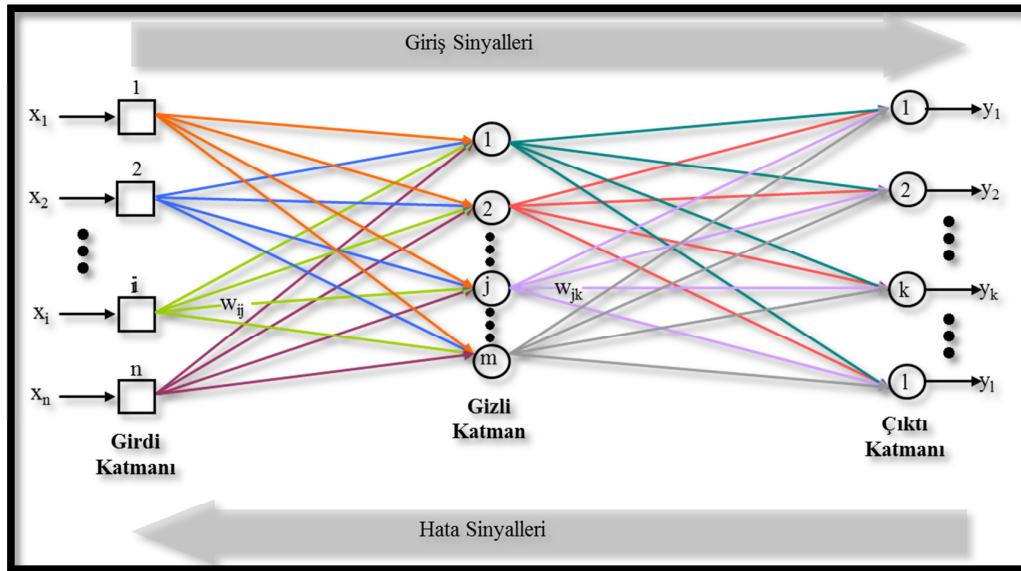 Giriş Sinyalleri
1
x1
1
1
y1
2
x2
2
2
y2
i
xi
wij
j
wjk
k
yk
n
xn
m
l
yl
Girdi
Katmanı
Gizli
Katman
Çıktı
Katmanı
Hata Sinyalleri